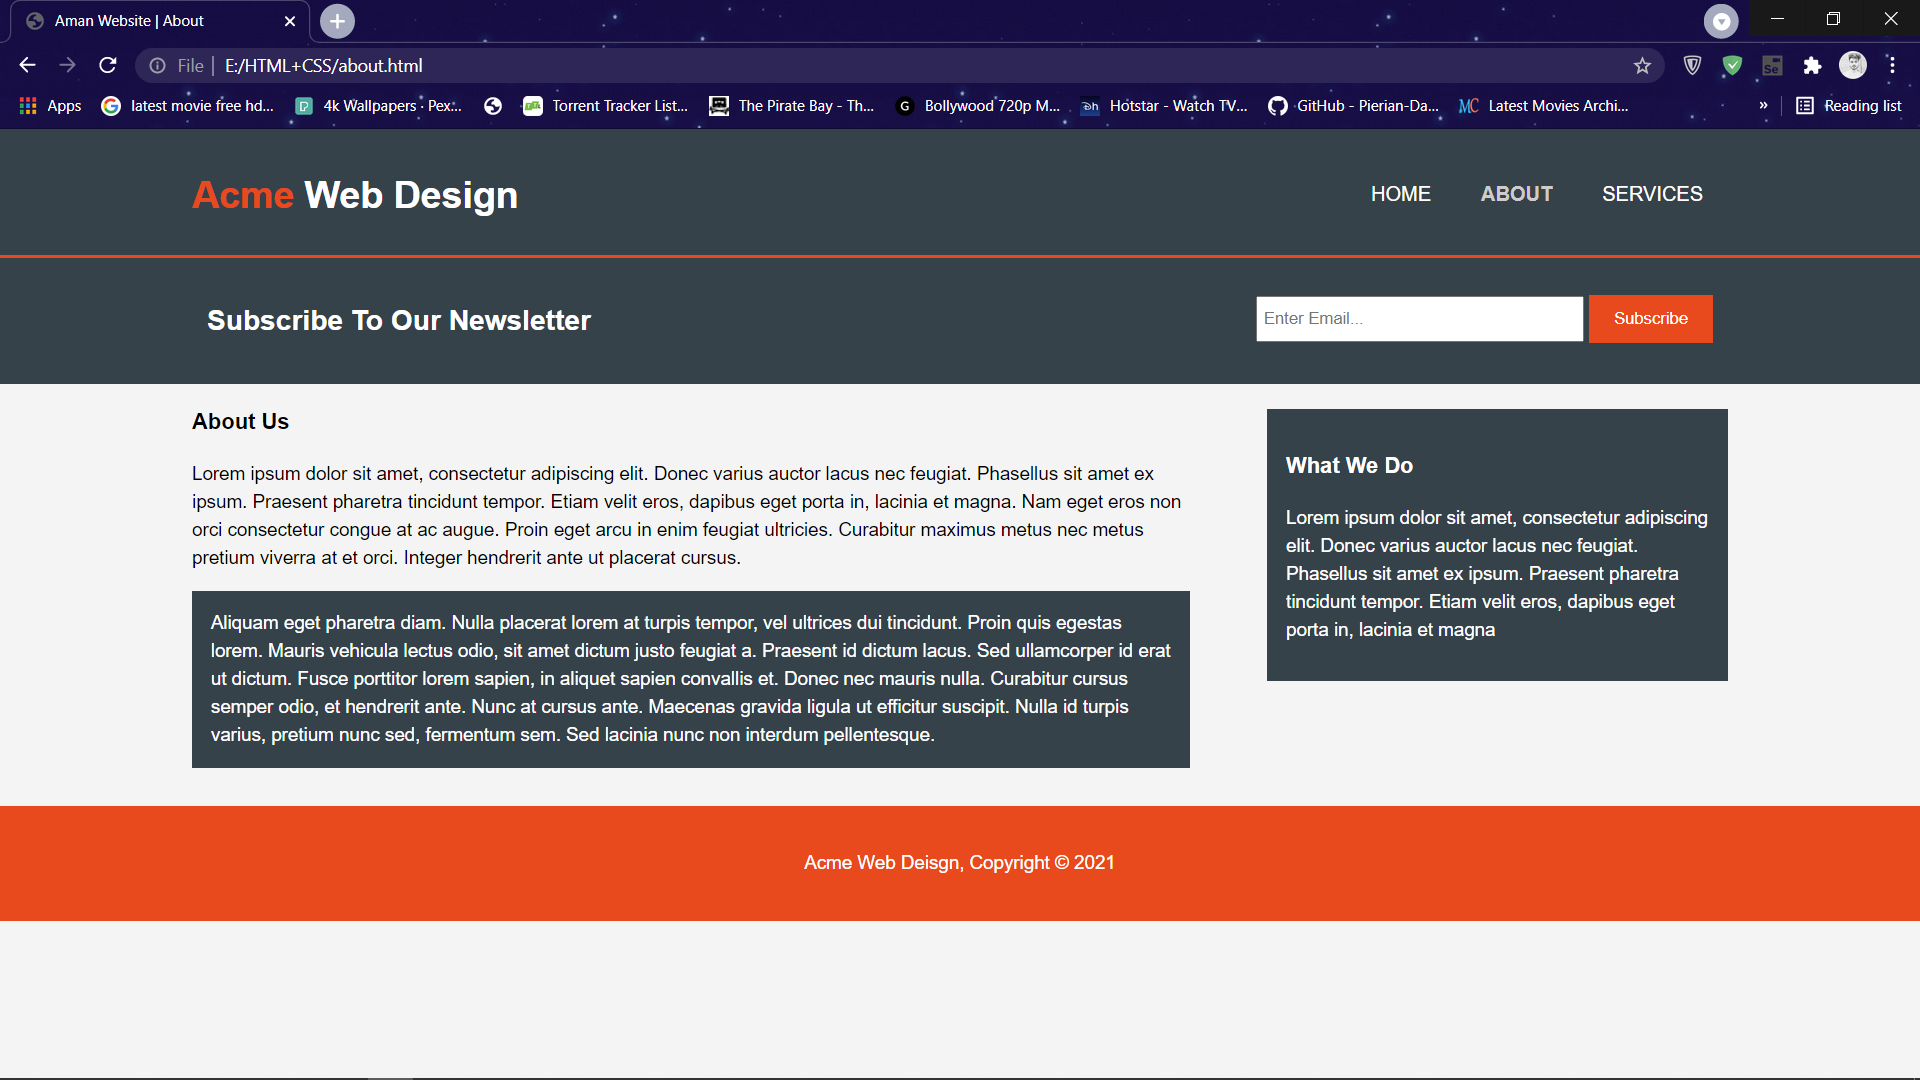 Aman Website | About
File | E:/HTML+CSS/about.html
Apps latest movie free hd... 4k Wallpapers · Pex... Torrent Tracker List... The Pirate Bay - Th... G Bollywood 720p M... Dh Hotstar - Watch TV... GitHub - Pierian-Da... MC Latest Movies Archi... » Reading list
Acme Web Design HOME ABOUT SERVICES
Subscribe To Our Newsletter Enter Email... Subscribe
About Us
Lorem ipsum dolor sit amet, consectetur adipiscing elit. Donec varius auctor lacus nec feugiat. Phasellus sit amet ex
ipsum. Praesent pharetra tincidunt tempor. Etiam velit eros, dapibus eget porta in, lacinia et magna. Nam eget eros non
orci consectetur congue at ac augue. Proin eget arcu in enim feugiat ultricies. Curabitur maximus metus nec metus
pretium viverra at et orci. Integer hendrerit ante ut placerat cursus.
Aliquam eget pharetra diam. Nulla placerat lorem at turpis tempor, vel ultrices dui tincidunt. Proin quis egestas
lorem. Mauris vehicula lectus odio, sit amet dictum justo feugiat a. Praesent id dictum lacus. Sed ullamcorper id erat
ut dictum. Fusce porttitor lorem sapien, in aliquet sapien convallis et. Donec nec mauris nulla. Curabitur cursus
semper odio, et hendrerit ante. Nunc at cursus ante. Maecenas gravida ligula ut efficitur suscipit. Nulla id turpis
varius, pretium nunc sed, fermentum sem. Sed lacinia nunc non interdum pellentesque.
What We Do
Lorem ipsum dolor sit amet, consectetur adipiscing
elit. Donec varius auctor lacus nec feugiat.
Phasellus sit amet ex ipsum. Praesent pharetra
tincidunt tempor. Etiam velit eros, dapibus eget
porta in, lacinia et magna
Acme Web Deisgn, Copyright © 2021